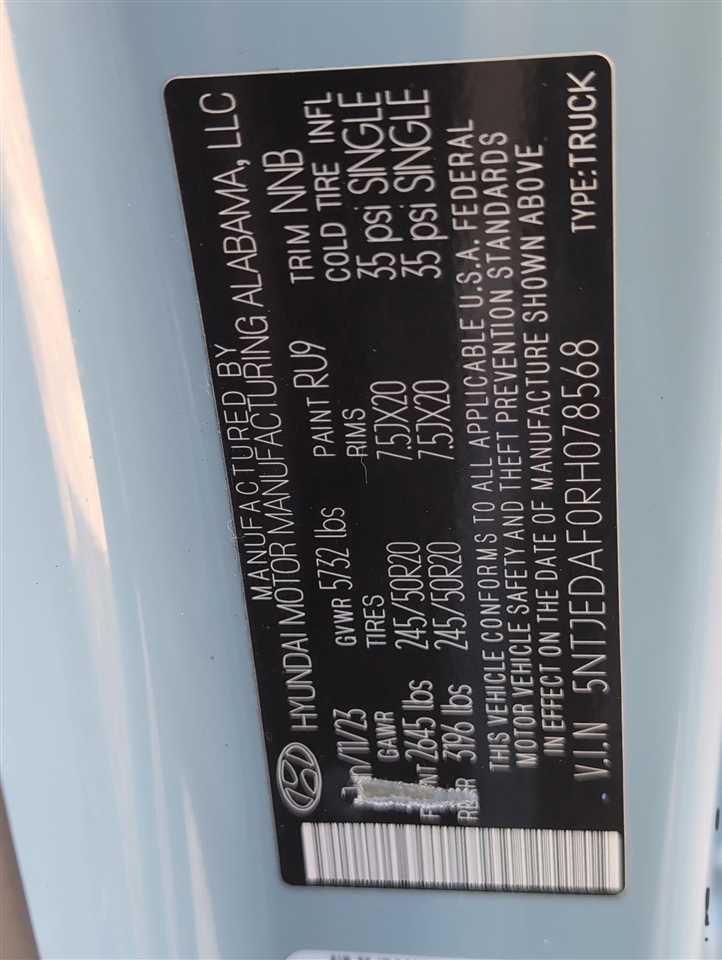 MANUFACTURED BY
HYUNDAI MOTOR MANUFACTURING ALABAMA, LLC
/11/23 GVWR 5732 lbs PAINT RU9 TRIM NNB
GAWR TIRES RIMS COLD TIRE INFL
2645 lbs 245/50R20 7.5JX20 35 psi SINGLE
3196 lbs 245/50R20 7.5JX20 35 psi SINGLE
THIS VEHICLE CONFORMS TO ALL APPLICABLE U.S.A. FEDERAL
MOTOR VEHICLE SAFETY AND THEFT PREVENTION STANDARDS
IN EFFECT ON THE DATE OF MANUFACTURE SHOWN ABOVE
V.I.N 5NTJEDAF0RH078568 TYPE:TRUCK